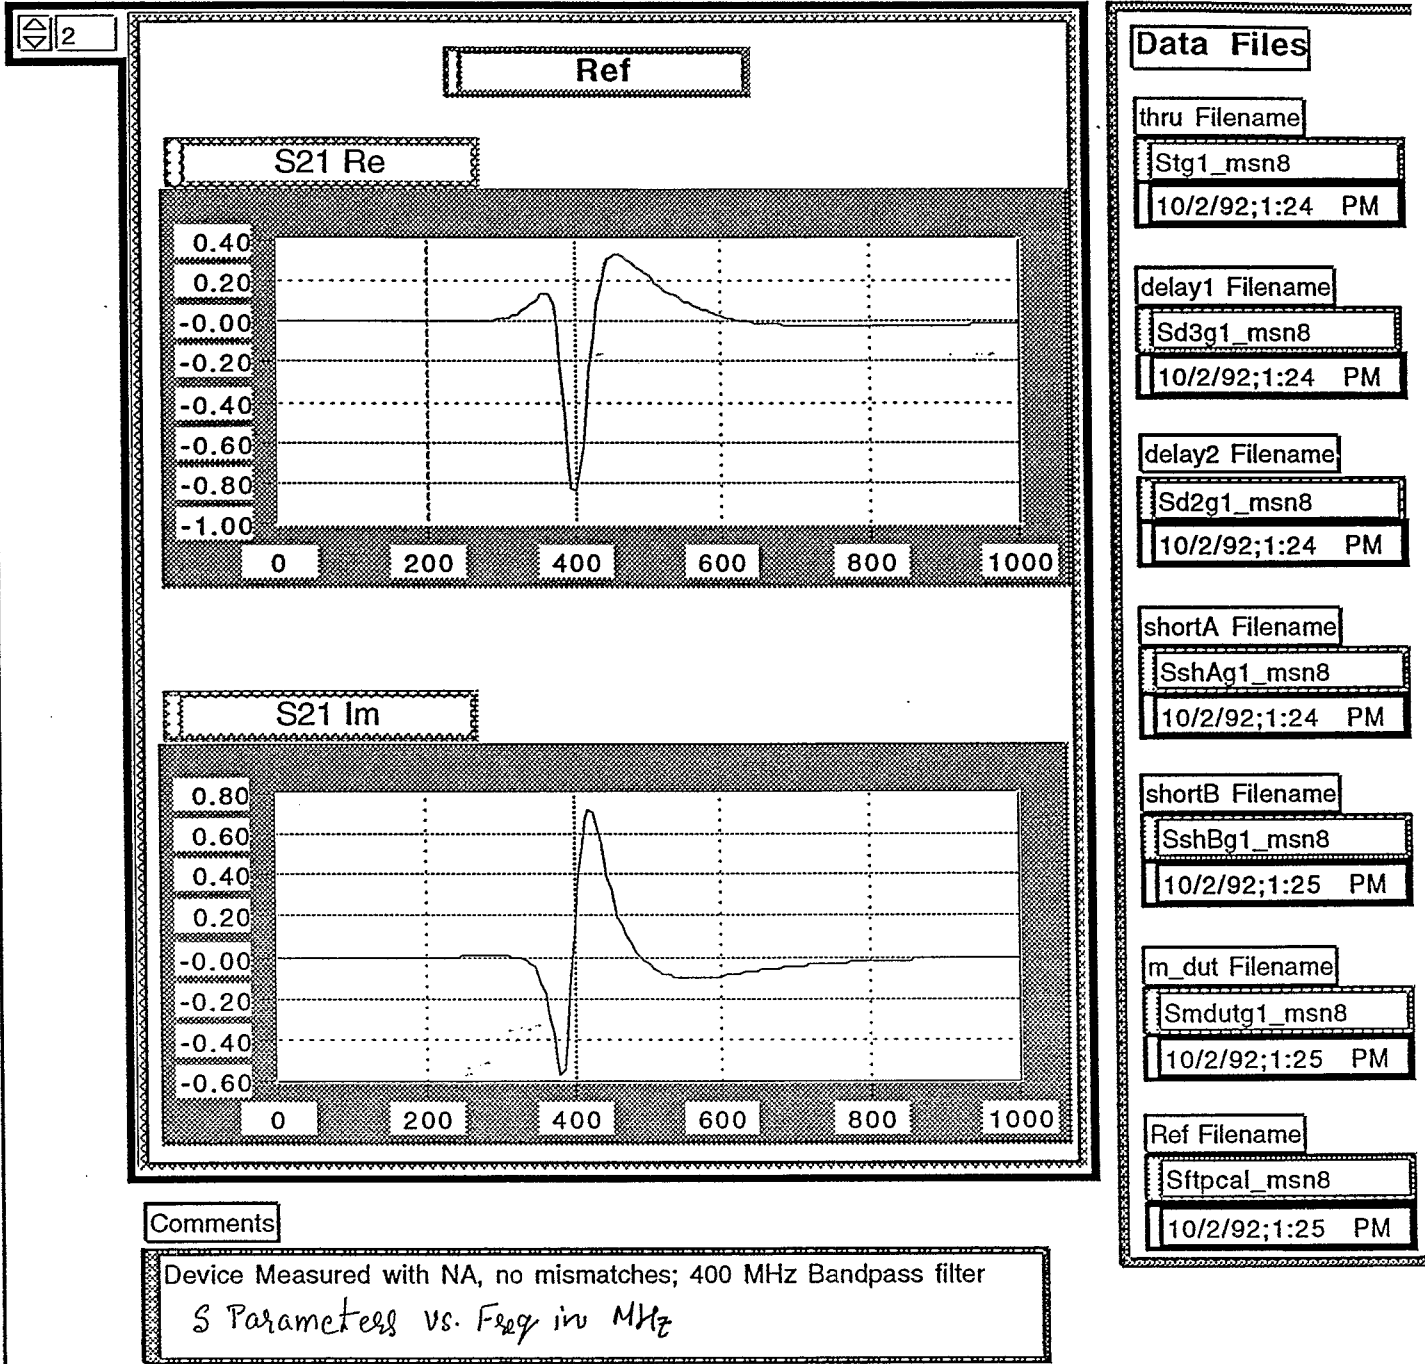 2
Ref
S21 Re
0.40
0.20
-0.00
-0.20
-0.40
-0.60
-0.80
-1.00
0 200 400 600 800 1000
S21 Im
0.80
0.60
0.40
0.20
-0.00
-0.20
-0.40
-0.60
0 200 400 600 800 1000
Comments
Device Measured with NA, no mismatches; 400 MHz Bandpass filter
S Parameters vs. Freq in MHz
Data Files
thru Filename
Stg1_msn8
10/2/92;1:24 PM
delay1 Filename
Sd3g1_msn8
10/2/92;1:24 PM
delay2 Filename
Sd2g1_msn8
10/2/92;1:24 PM
shortA Filename
SshAg1_msn8
10/2/92;1:24 PM
shortB Filename
SshBg1_msn8
10/2/92;1:25 PM
m_dut Filename
Smdutg1_msn8
10/2/92;1:25 PM
Ref Filename
Sftpcal_msn8
10/2/92;1:25 PM